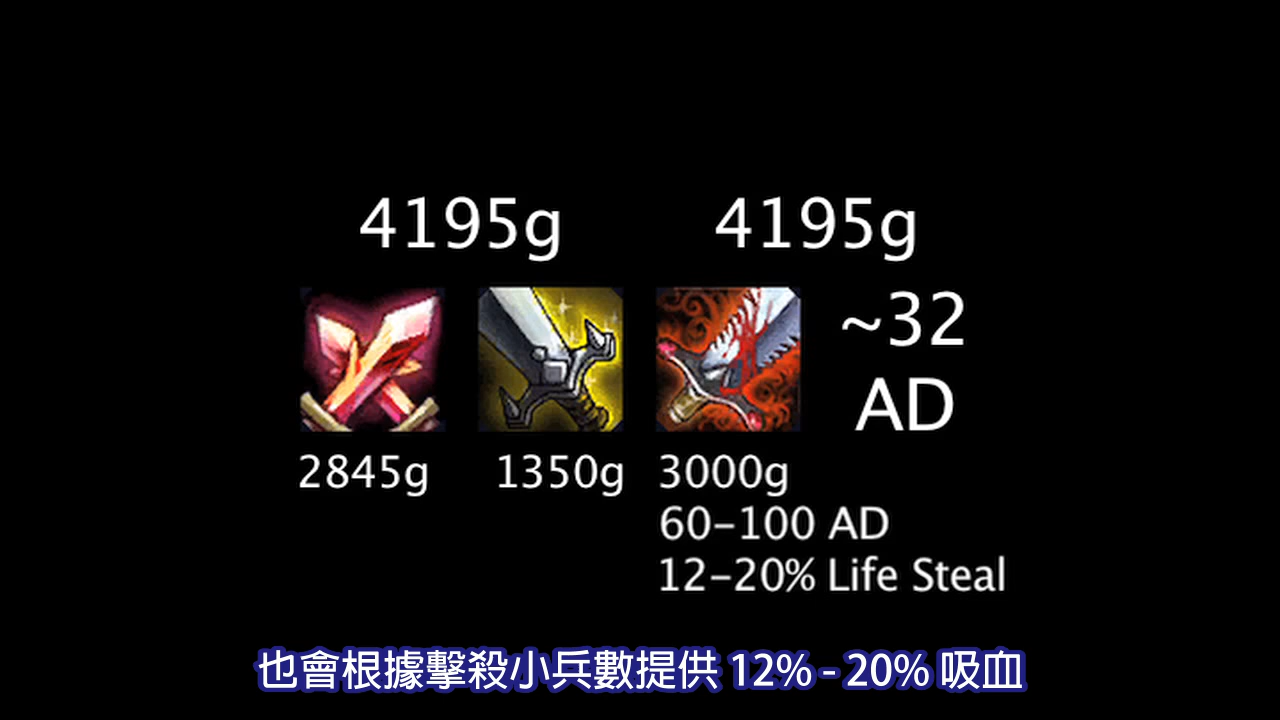 4195g 4195g
~32
AD
2845g 1350g 3000g
60-100 AD
12-20% Life Steal
也會根據擊殺小兵數提供 12% - 20% 吸血